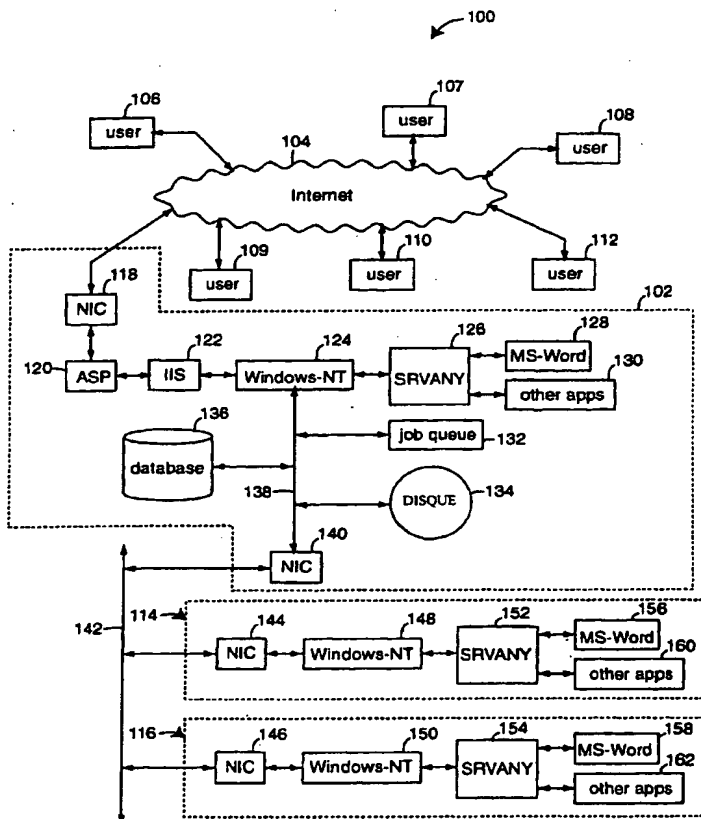 100
106
user
107
user
108
user
104
Internet
109
user
110
user
112
user
118
NIC
102
120
ASP
122
IIS
124
Windows-NT
126
SRVANY
128
MS-Word
130
other apps
136
database
job queue
132
138
DISQUE
134
140
NIC
142
114
144
NIC
148
Windows-NT
152
SRVANY
156
MS-Word
160
other apps
116
146
NIC
150
Windows-NT
154
SRVANY
158
MS-Word
162
other apps